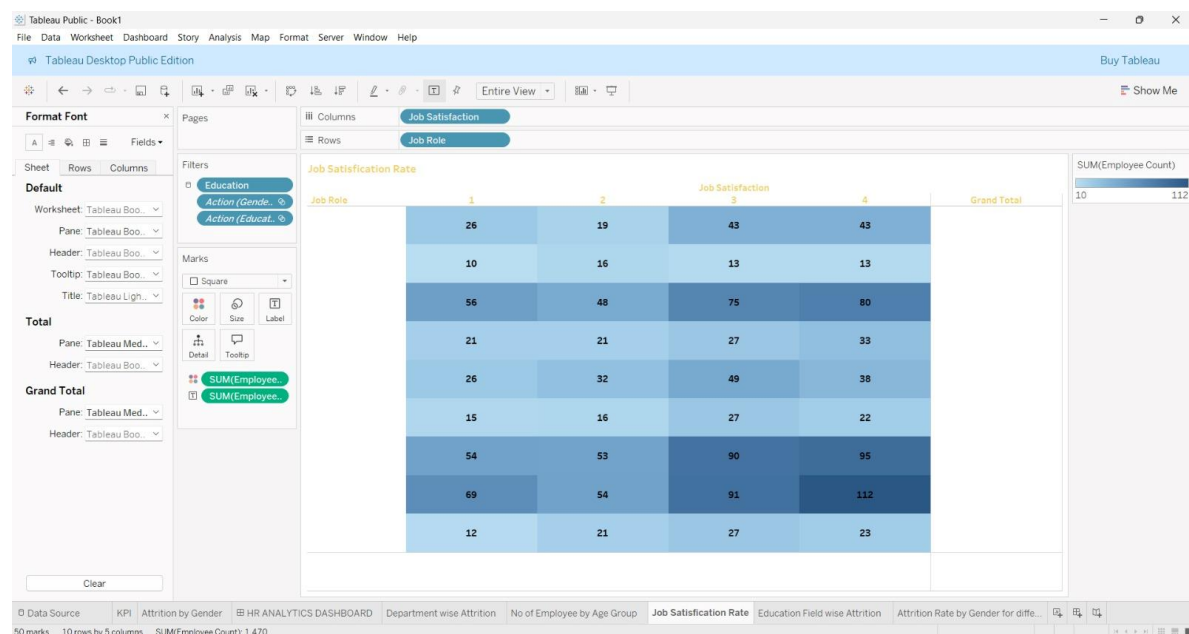 Tableau Public - Book1
File Data Worksheet Dashboard Story Analysis Map Format Server Window Help
Tableau Desktop Public Edition
Buy Tableau
Entire View
Show Me
Format Font
Fields
Sheet Rows Columns
Default
Worksheet: Tableau Boo...
Pane: Tableau Boo...
Header: Tableau Boo...
Tooltip: Tableau Boo...
Title: Tableau Ligh...
Total
Pane: Tableau Med...
Header: Tableau Boo...
Grand Total
Pane: Tableau Med...
Header: Tableau Boo...
Clear
Pages
Filters
Education
Action (Gende..
Action (Educat..
Marks
Square
Color Size Label
Detail Tooltip
SUM(Employee..
SUM(Employee..
Columns Job Satisfaction
Rows Job Role
Job Satisfication Rate
Job Satisfaction
Job Role 1 2 3 4 Grand Total
26 19 43 43
10 16 13 13
56 48 75 80
21 21 27 33
26 32 49 38
15 16 27 22
54 53 90 95
69 54 91 112
12 21 27 23
SUM(Employee Count)
10 112
Data Source KPI Attrition by Gender HR ANALYTICS DASHBOARD Department wise Attrition No of Employee by Age Group Job Satisfication Rate Education Field wise Attrition Attrition Rate by Gender for diffe...
50 marks 10 rows by 5 columns SUM(Employee Count): 1,470